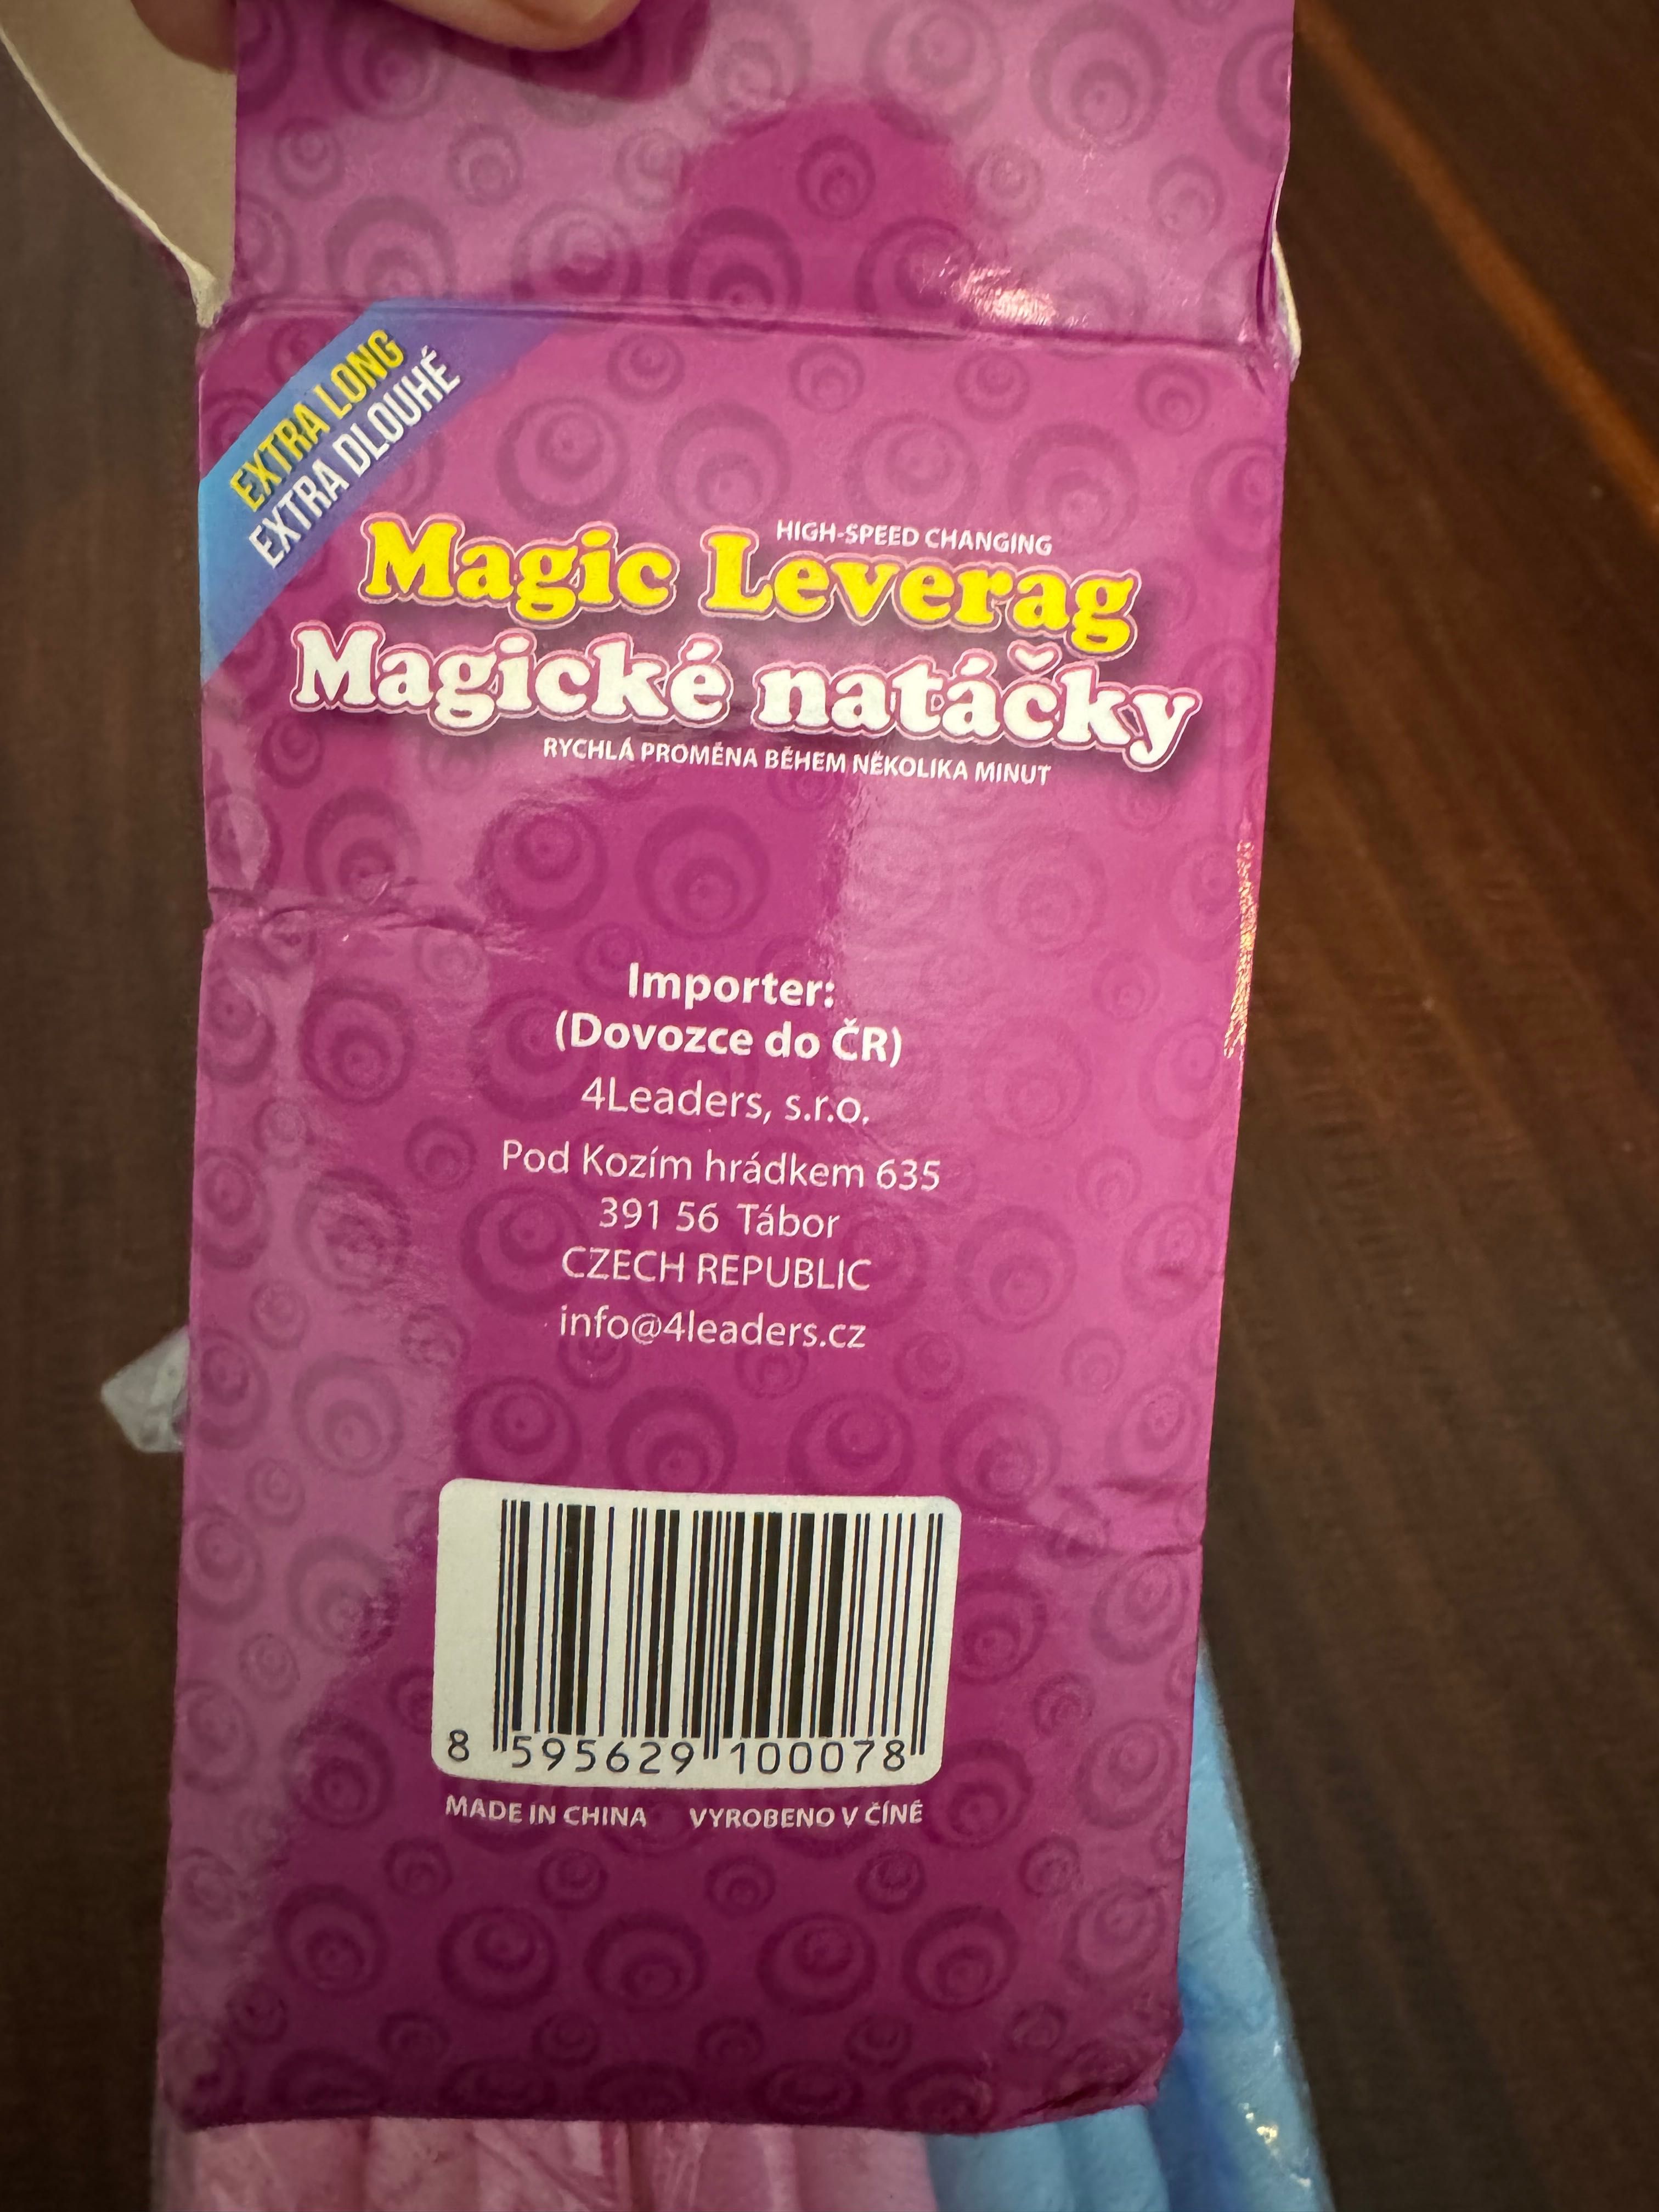 EXTRA LONG
EXTRA DLOUHÉ
HIGH-SPEED CHANGING
Magic Leverag
Magické natáčky
RYCHLÁ PROMĚNA BĚHEM NĚKOLIKA MINUT
Importer:
(Dovozce do ČR)
4Leaders, s.r.o.
Pod Kozím hrádkem 635
391 56 Tábor
CZECH REPUBLIC
info@4leaders.cz
8 595629 100078
MADE IN CHINA VYROBENO V ČÍNĚ